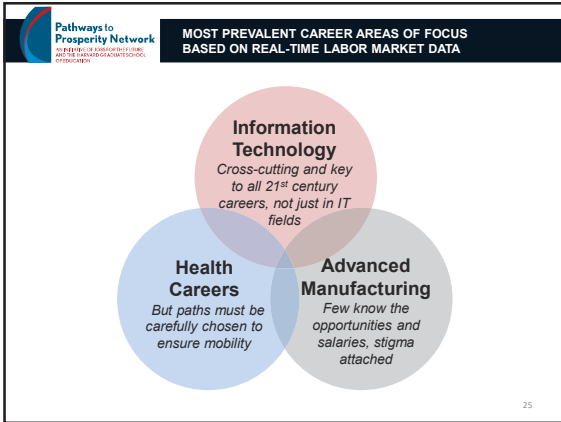 Pathways to
Prosperity Network
AN INITIATIVE OF JOBS FOR THE FUTURE
AND THE HARVARD GRADUATE SCHOOL
OF EDUCATION
MOST PREVALENT CAREER AREAS OF FOCUS
BASED ON REAL-TIME LABOR MARKET DATA
Information
Technology
Cross-cutting and key
to all 21st century
careers, not just in IT
fields
Health
Careers
But paths must be
carefully chosen to
ensure mobility
Advanced
Manufacturing
Few know the
opportunities and
salaries, stigma
attached
25